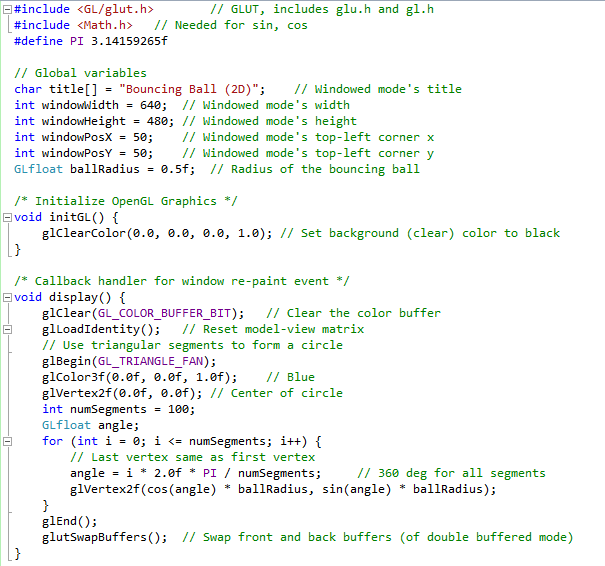 #include <GL/glut.h>        // GLUT, includes glu.h and gl.h
#include <Math.h>   // Needed for sin, cos
#define PI 3.14159265f

// Global variables
char title[] = "Bouncing Ball (2D)";    // Windowed mode's title
int windowWidth = 640;  // Windowed mode's width
int windowHeight = 480; // Windowed mode's height
int windowPosX = 50;    // Windowed mode's top-left corner x
int windowPosY = 50;    // Windowed mode's top-left corner y
GLfloat ballRadius = 0.5f;  // Radius of the bouncing ball

/* Initialize OpenGL Graphics */
void initGL() {
    glClearColor(0.0, 0.0, 0.0, 1.0); // Set background (clear) color to black
}

/* Callback handler for window re-paint event */
void display() {
    glClear(GL_COLOR_BUFFER_BIT);   // Clear the color buffer
    glLoadIdentity();   // Reset model-view matrix
    // Use triangular segments to form a circle
    glBegin(GL_TRIANGLE_FAN);
    glColor3f(0.0f, 0.0f, 1.0f);    // Blue
    glVertex2f(0.0f, 0.0f); // Center of circle
    int numSegments = 100;
    GLfloat angle;
    for (int i = 0; i <= numSegments; i++) {
        // Last vertex same as first vertex
        angle = i * 2.0f * PI / numSegments;     // 360 deg for all segments
        glVertex2f(cos(angle) * ballRadius, sin(angle) * ballRadius);
    }
    glEnd();
    glutSwapBuffers();  // Swap front and back buffers (of double buffered mode)
}